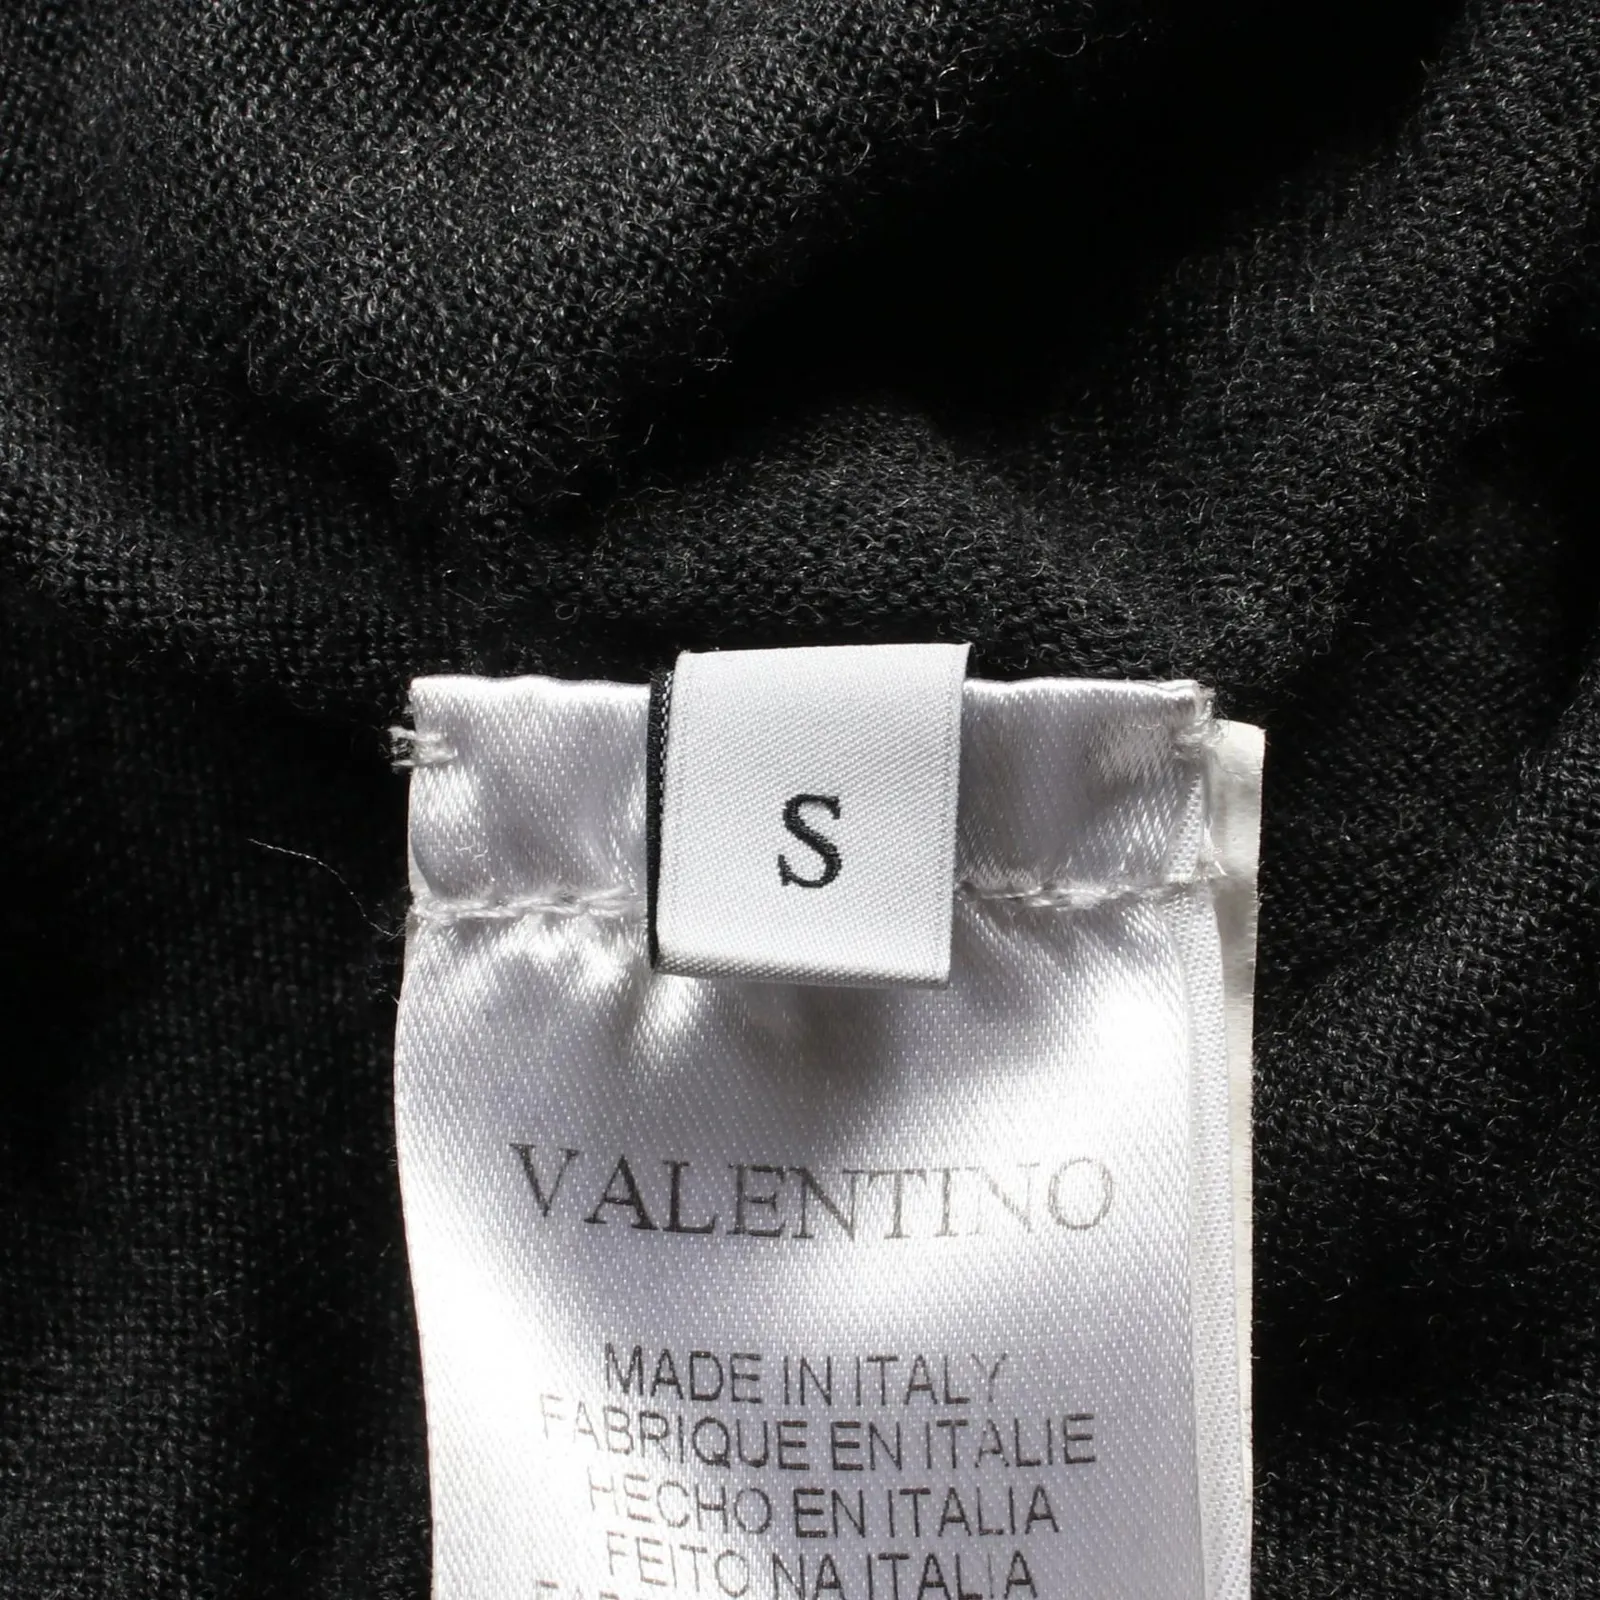 S
VALENTINO
MADE IN ITALY
FABRIQUE EN ITALIE
HECHO EN ITALIA
FEITO NA ITALIA